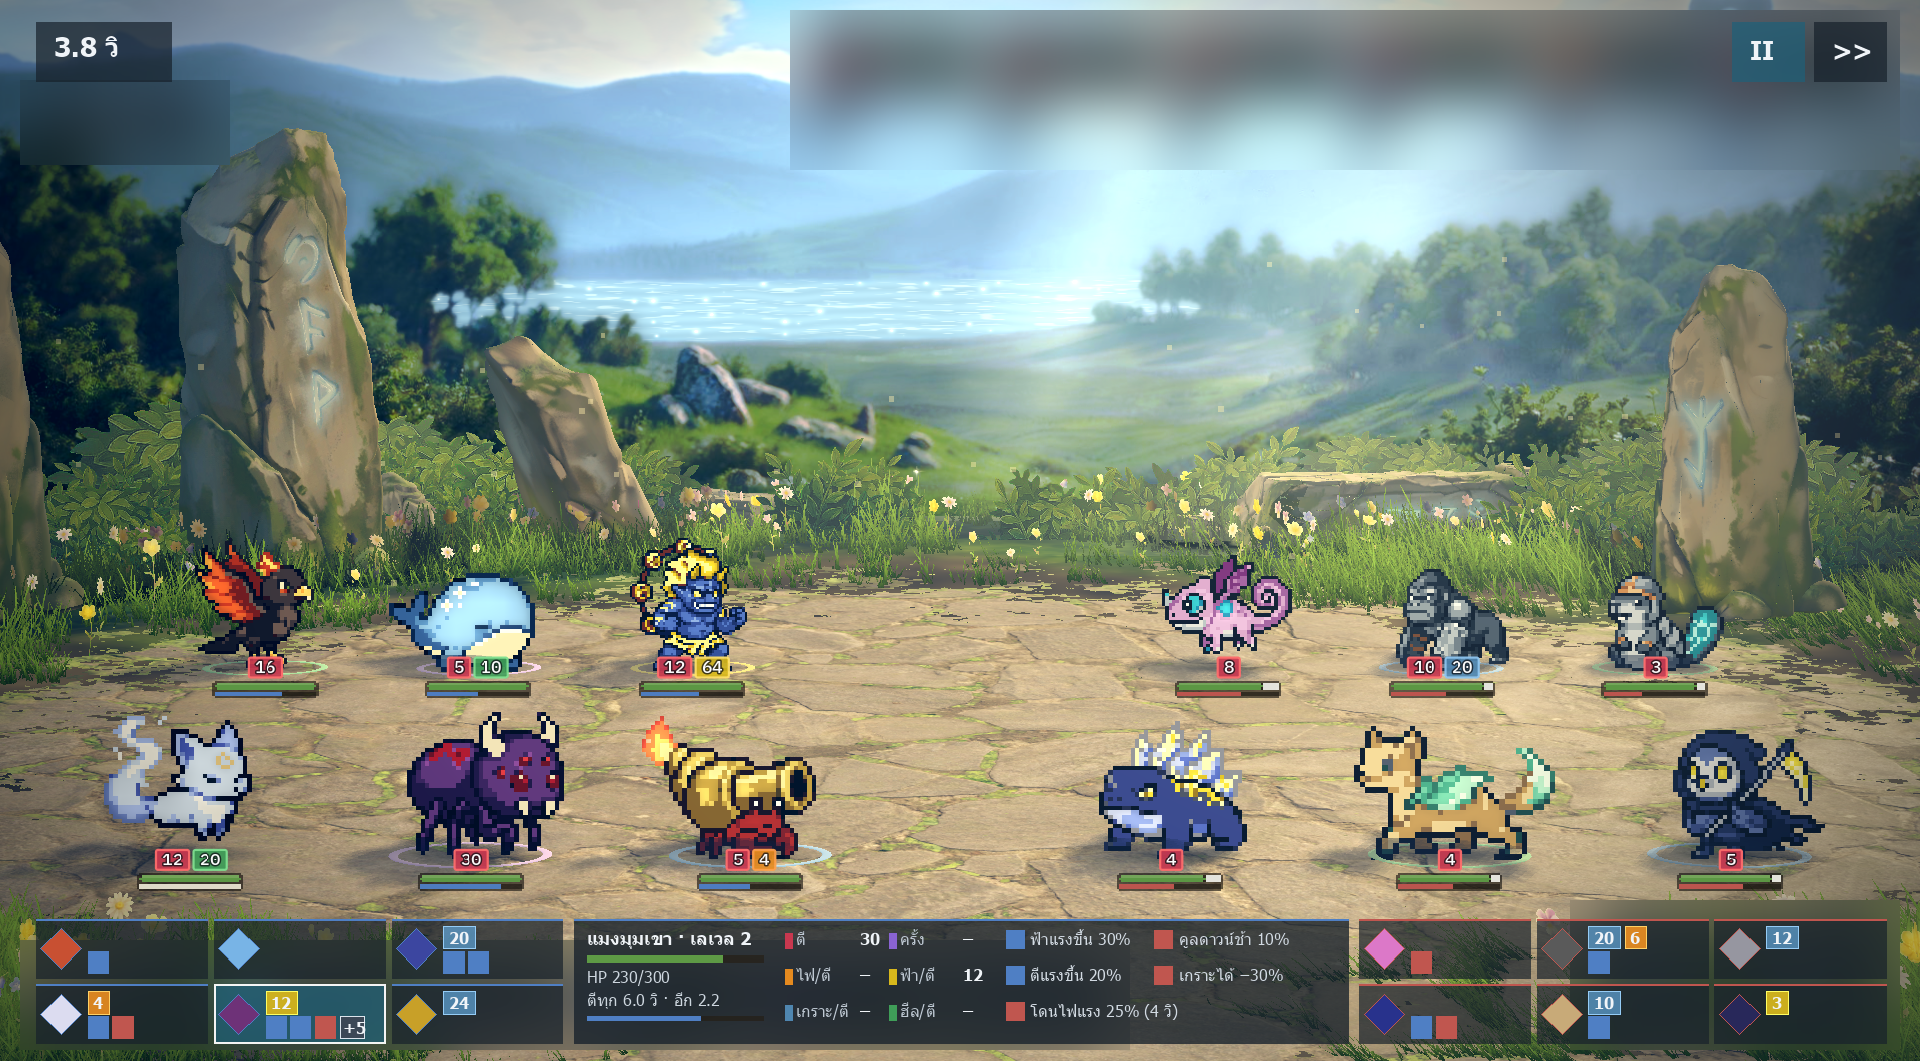 3.8 วิ
II
>>
16
5 10
12 64
8
10 20
3
12 20
30
5 4
4
4
5
20
4
12
+5
24
แมงมุมเขา · เลเวล 2
HP 230/300
ตีทุก 6.0 วิ · อีก 2.2
ตี 30
ครั้ง –
ไฟ/ตี –
ฟ้า/ตี 12
เกราะ/ตี –
ฮีล/ตี –
ฟ้าแรงขึ้น 30%
คูลดาวน์ช้า 10%
ตีแรงขึ้น 20%
เกราะได้ −30%
โดนไฟแรง 25% (4 วิ)
20 6
12
10
3